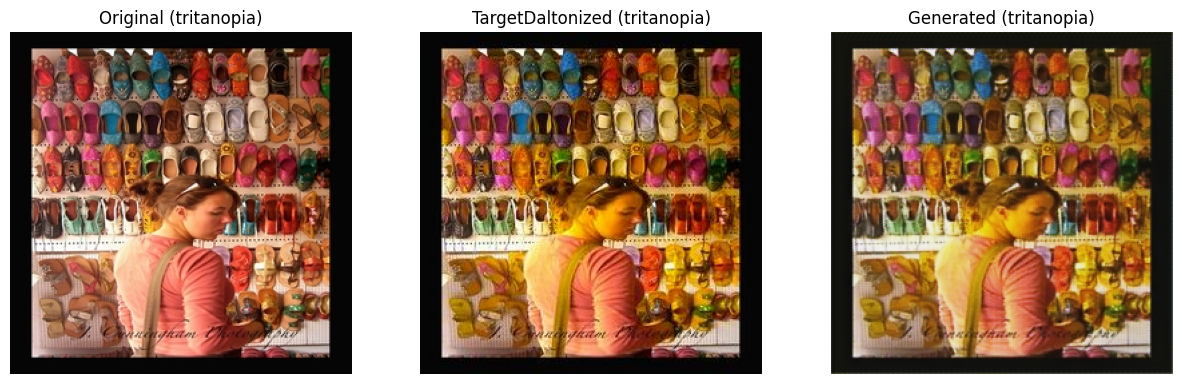 Original (tritanopia)
TargetDaltonized (tritanopia)
Generated (tritanopia)
J. Cunningham Photography
J. Cunningham Photography
J. Cunningham Photography